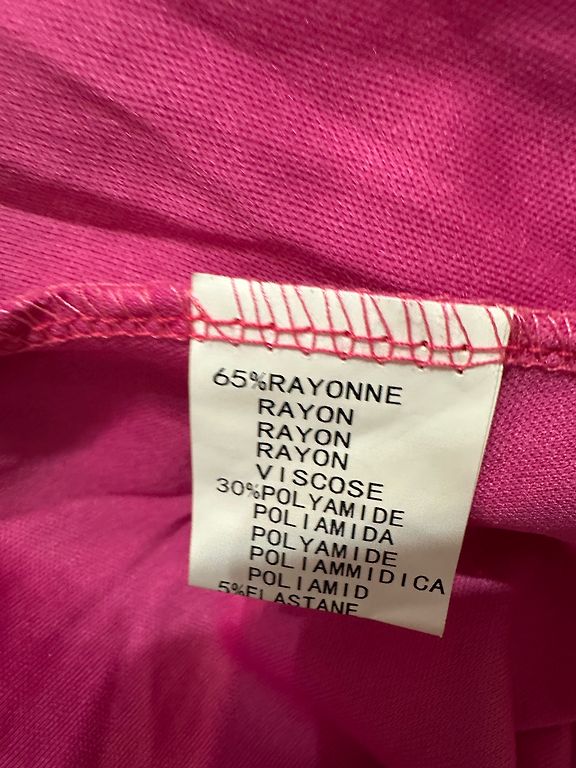 65%RAYONNE
RAYON
RAYON
RAYON
VISCOSE
30%POLYAMIDE
POLIAMIDA
POLYAMIDE
POLIAMMIDICA
POLIAMID
5%ELASTANE